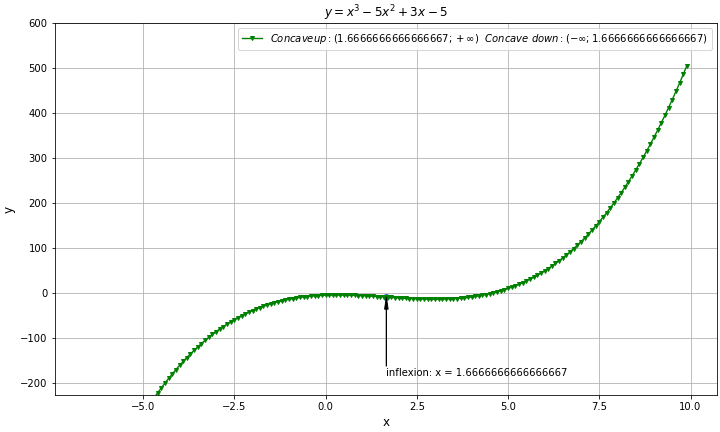 y = x³ − 5x² + 3x − 5
Concaveup: (1.6666666666666667; +∞) Concave down: (−∞; 1.6666666666666667)
600
500
400
300
200
100
0
−100
−200
y
inflexion: x = 1.6666666666666667
−5.0 −2.5 0.0 2.5 5.0 7.5 10.0
x